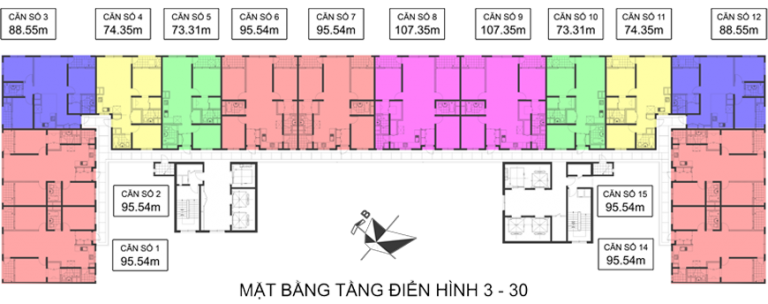 CĂN SỐ 3
88.55m
CĂN SỐ 4
74.35m
CĂN SỐ 5
73.31m
CĂN SỐ 6
95.54m
CĂN SỐ 7
95.54m
CĂN SỐ 8
107.35m
CĂN SỐ 9
107.35m
CĂN SỐ 10
73.31m
CĂN SỐ 11
74.35m
CĂN SỐ 12
88.55m
CĂN SỐ 2
95.54m
CĂN SỐ 15
95.54m
B
CĂN SỐ 1
95.54m
CĂN SỐ 14
95.54m
MẶT BẰNG TẦNG ĐIỂN HÌNH 3 - 30